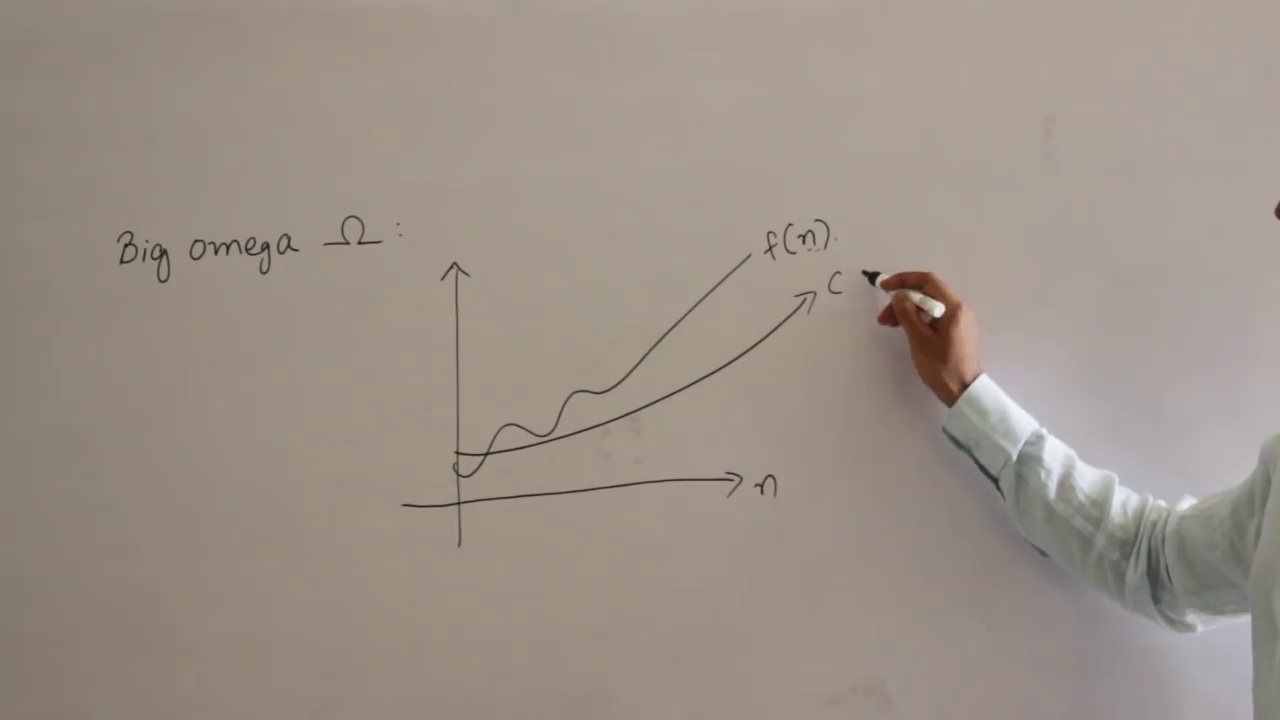 Big omega Ω :
f(n).
C
n